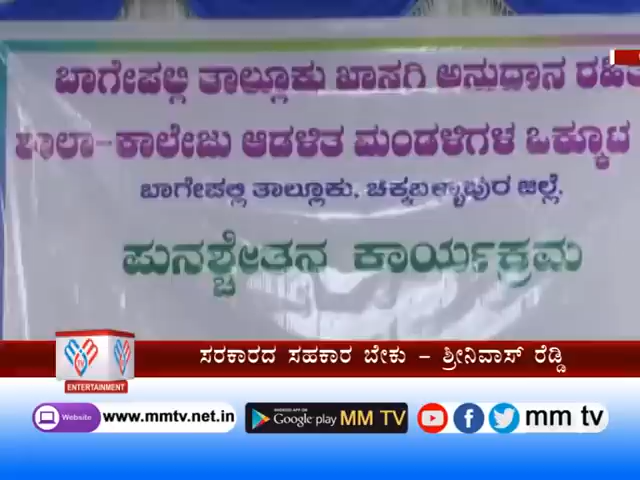 ಬಾಗೇಪಲ್ಲಿ ತಾಲ್ಲೂಕು ಖಾಸಗಿ ಅನುದಾನ ರಹಿತ
ಶಾಲಾ-ಕಾಲೇಜು ಆಡಳಿತ ಮಂಡಳಿಗಳ ಒಕ್ಕೂಟ
ಬಾಗೇಪಲ್ಲಿ ತಾಲ್ಲೂಕು, ಚಿಕ್ಕಬಳ್ಳಾಪುರ ಜಿಲ್ಲೆ.
ಪುನಶ್ಚೇತನ ಕಾರ್ಯಕ್ರಮ
ಸರಕಾರದ ಸಹಕಾರ ಬೇಕು - ಶ್ರೀನಿವಾಸ್ ರೆಡ್ಡಿ
TV
ENTERTAINMENT
Website www.mmtv.net.in ANDROID APP ON Google play MM TV mm tv